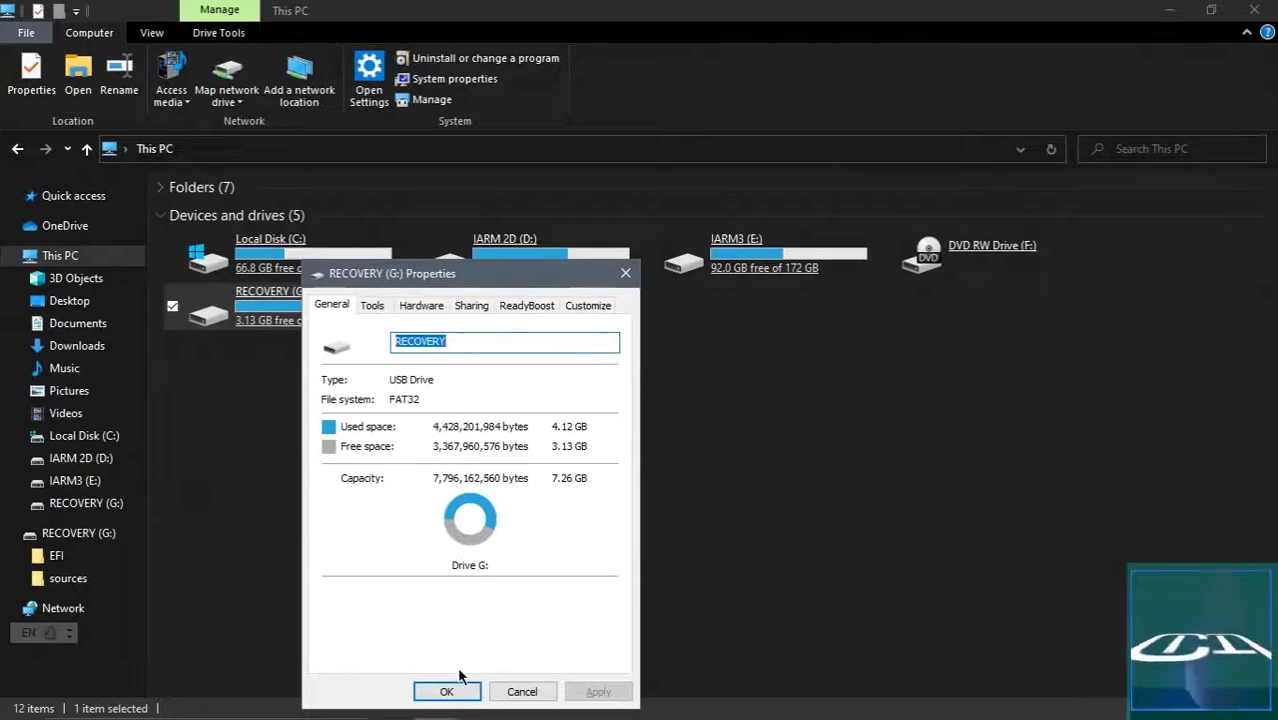 Manage
This PC
File
Computer
View
Drive Tools
Properties
Open
Rename
Access
media
Map network
drive
Add a network
location
Open
Settings
Uninstall or change a program
System properties
Manage
Location
Network
System
This PC
Search This PC
Quick access
OneDrive
This PC
3D Objects
Desktop
Documents
Downloads
Music
Pictures
Videos
Local Disk (C:)
IARM 2D (D:)
IARM3 (E:)
RECOVERY (G:)
RECOVERY (G:)
EFI
sources
Network
EN
Folders (7)
Devices and drives (5)
Local Disk (C:)
66.8 GB free
IARM 2D (D:)
IARM3 (E:)
92.0 GB free of 172 GB
DVD
DVD RW Drive (F:)
RECOVERY (G
3.13 GB free
RECOVERY (G:) Properties
General
Tools
Hardware
Sharing
ReadyBoost
Customize
RECOVERY
Type: USB Drive
File system: FAT32
Used space: 4,428,201,984 bytes 4.12 GB
Free space: 3,367,960,576 bytes 3.13 GB
Capacity: 7,796,162,560 bytes 7.26 GB
Drive G:
OK
Cancel
Apply
12 items
1 item selected